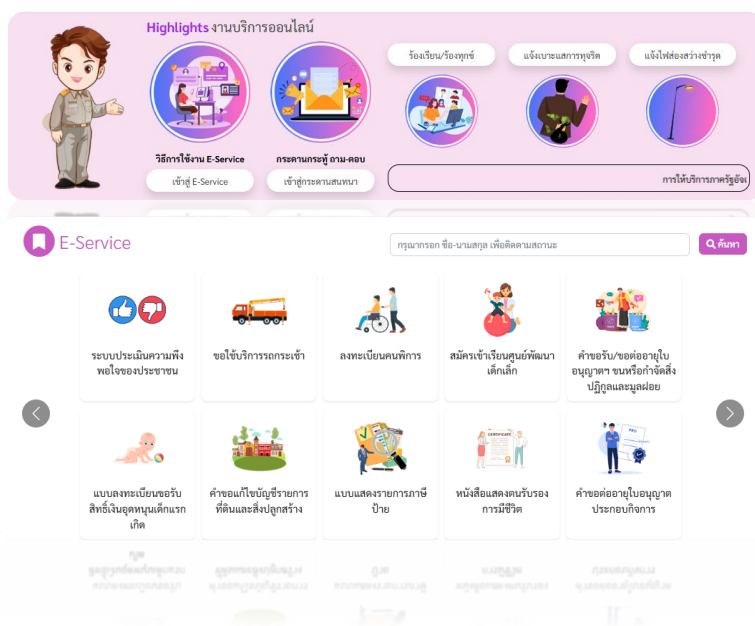 Highlights งานบริการออนไลน์
ร้องเรียน/ร้องทุกข์
แจ้งเบาะแสการทุจริต
แจ้งไฟส่องสว่างชำรุด
วิธีการใช้งาน E-Service
กระดานกระทู้ ถาม-ตอบ
เข้าสู่ E-Service
เข้าสู่กระดานสนทนา
การให้บริการภาครัฐอัจ
E-Service
กรุณากรอก ชื่อ-นามสกุล เพื่อติดตามสถานะ
ค้นหา
ระบบประเมินความพึง
พอใจของประชาชน
ขอใช้บริการรถกระเช้า
ลงทะเบียนคนพิการ
สมัครเข้าเรียนศูนย์พัฒนา
เด็กเล็ก
คำขอรับ/ขอต่ออายุใบ
อนุญาตฯ ขนหรือกำจัดสิ่ง
ปฏิกูลและมูลฝอย
แบบลงทะเบียนขอรับ
สิทธิ์เงินอุดหนุนเด็กแรก
เกิด
คำขอแก้ไขบัญชีรายการ
ที่ดินและสิ่งปลูกสร้าง
CERTIFICATE
แบบแสดงรายการภาษี
ป้าย
หนังสือแสดงตนรับรอง
การมีชีวิต
PRO
คำขอต่ออายุใบอนุญาต
ประกอบกิจการ